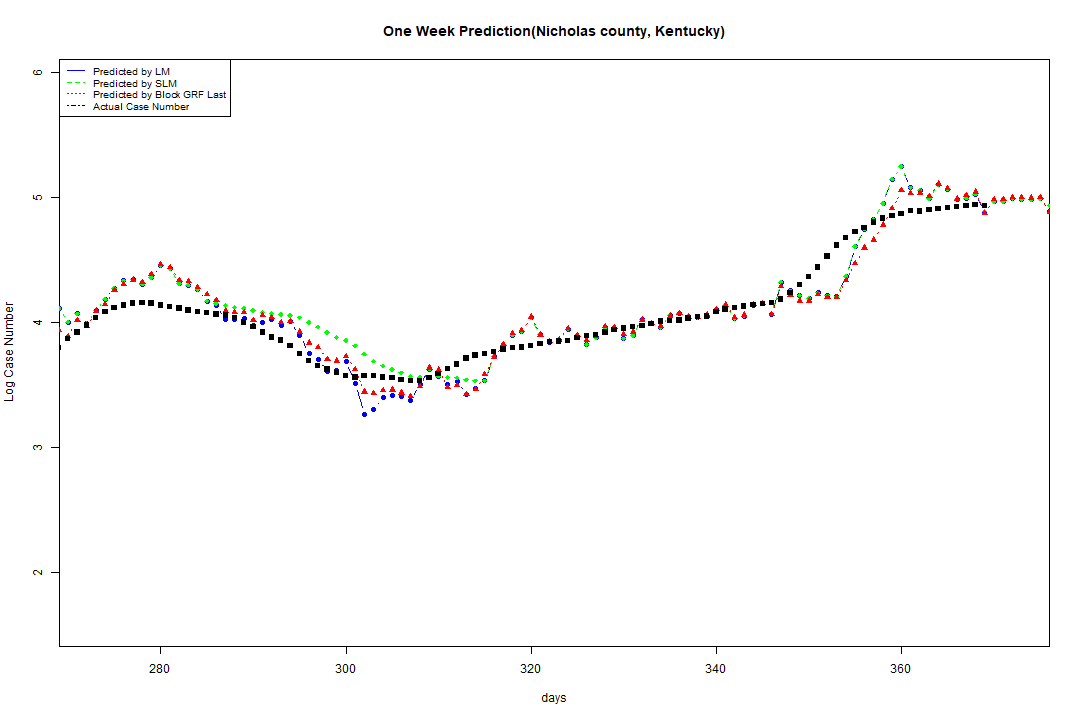 One Week Prediction(Nicholas county, Kentucky)
Predicted by LM
Predicted by SLM
Predicted by Block GRF Last
Actual Case Number
6
5
4
3
2
Log Case Number
280 300 320 340 360
days